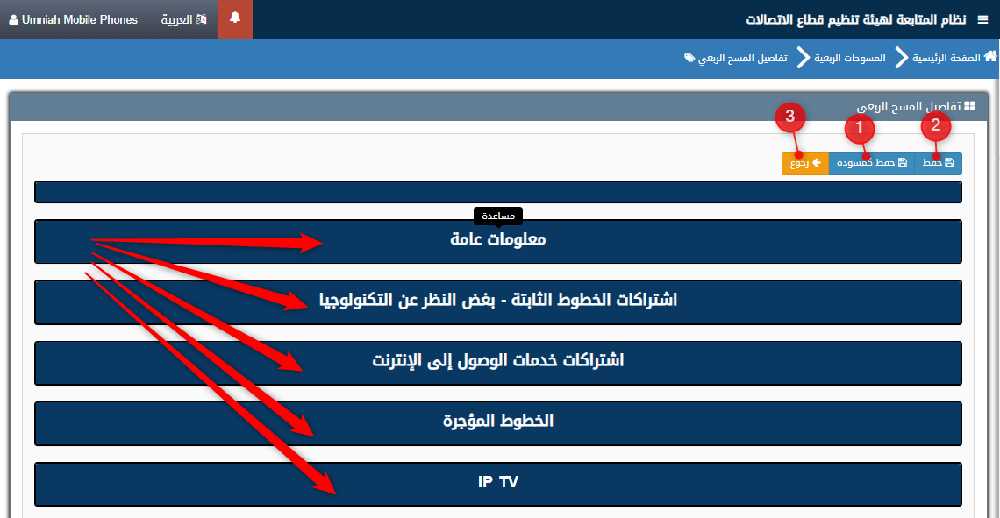 نظام المتابعة لهيئة تنظيم قطاع الاتصالات
العربية
Umniah Mobile Phones
الصفحة الرئيسية
المسوحات الربعية
تفاصيل المسح الربعي
تفاصيل المسح الربعي
2
1
3
حفظ
حفظ كمسودة
رجوع
مساعدة
معلومات عامة
اشتراكات الخطوط الثابتة - بغض النظر عن التكنولوجيا
اشتراكات خدمات الوصول إلى الإنترنت
الخطوط المؤجرة
IP TV